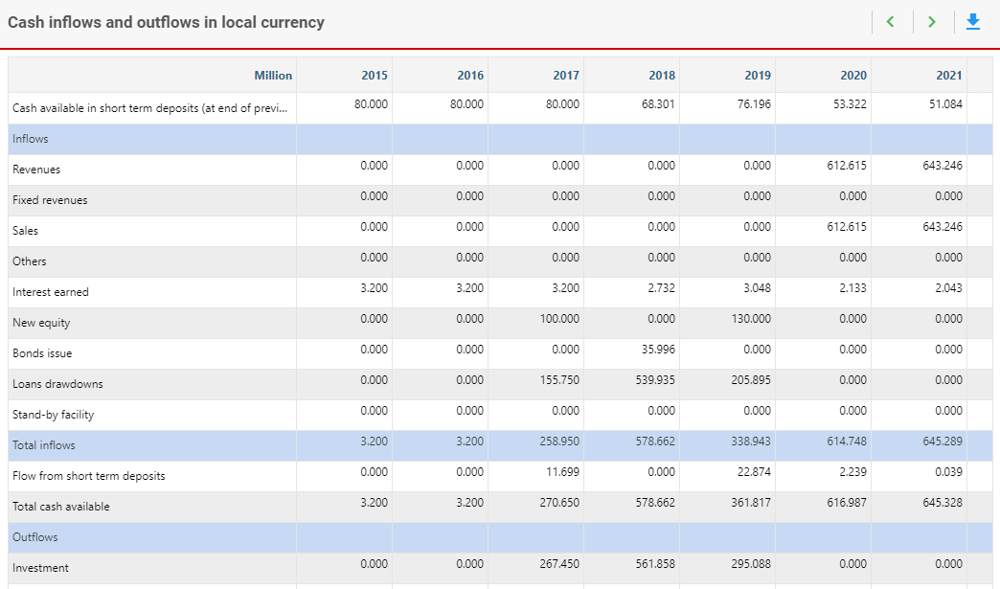 Cash inflows and outflows in local currency
Million 2015 2016 2017 2018 2019 2020 2021
Cash available in short term deposits (at end of previ... 80.000 80.000 80.000 68.301 76.196 53.322 51.084
Inflows
Revenues 0.000 0.000 0.000 0.000 0.000 612.615 643.246
Fixed revenues 0.000 0.000 0.000 0.000 0.000 0.000 0.000
Sales 0.000 0.000 0.000 0.000 0.000 612.615 643.246
Others 0.000 0.000 0.000 0.000 0.000 0.000 0.000
Interest earned 3.200 3.200 3.200 2.732 3.048 2.133 2.043
New equity 0.000 0.000 100.000 0.000 130.000 0.000 0.000
Bonds issue 0.000 0.000 0.000 35.996 0.000 0.000 0.000
Loans drawdowns 0.000 0.000 155.750 539.935 205.895 0.000 0.000
Stand-by facility 0.000 0.000 0.000 0.000 0.000 0.000 0.000
Total inflows 3.200 3.200 258.950 578.662 338.943 614.748 645.289
Flow from short term deposits 0.000 0.000 11.699 0.000 22.874 2.239 0.039
Total cash available 3.200 3.200 270.650 578.662 361.817 616.987 645.328
Outflows
Investment 0.000 0.000 267.450 561.858 295.088 0.000 0.000